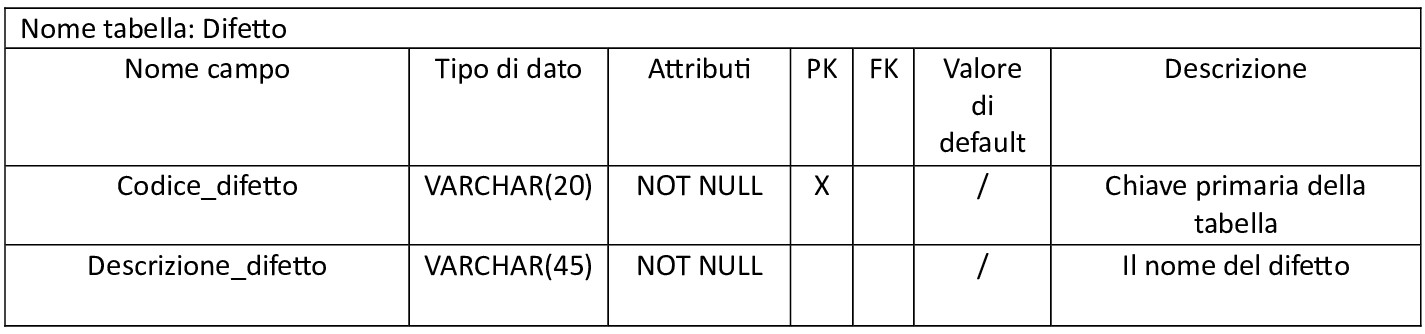 Nome tabella: Difetto
Nome campo Tipo di dato Attributi PK FK Valore di default Descrizione
Codice_difetto VARCHAR(20) NOT NULL X / Chiave primaria della tabella
Descrizione_difetto VARCHAR(45) NOT NULL / Il nome del difetto